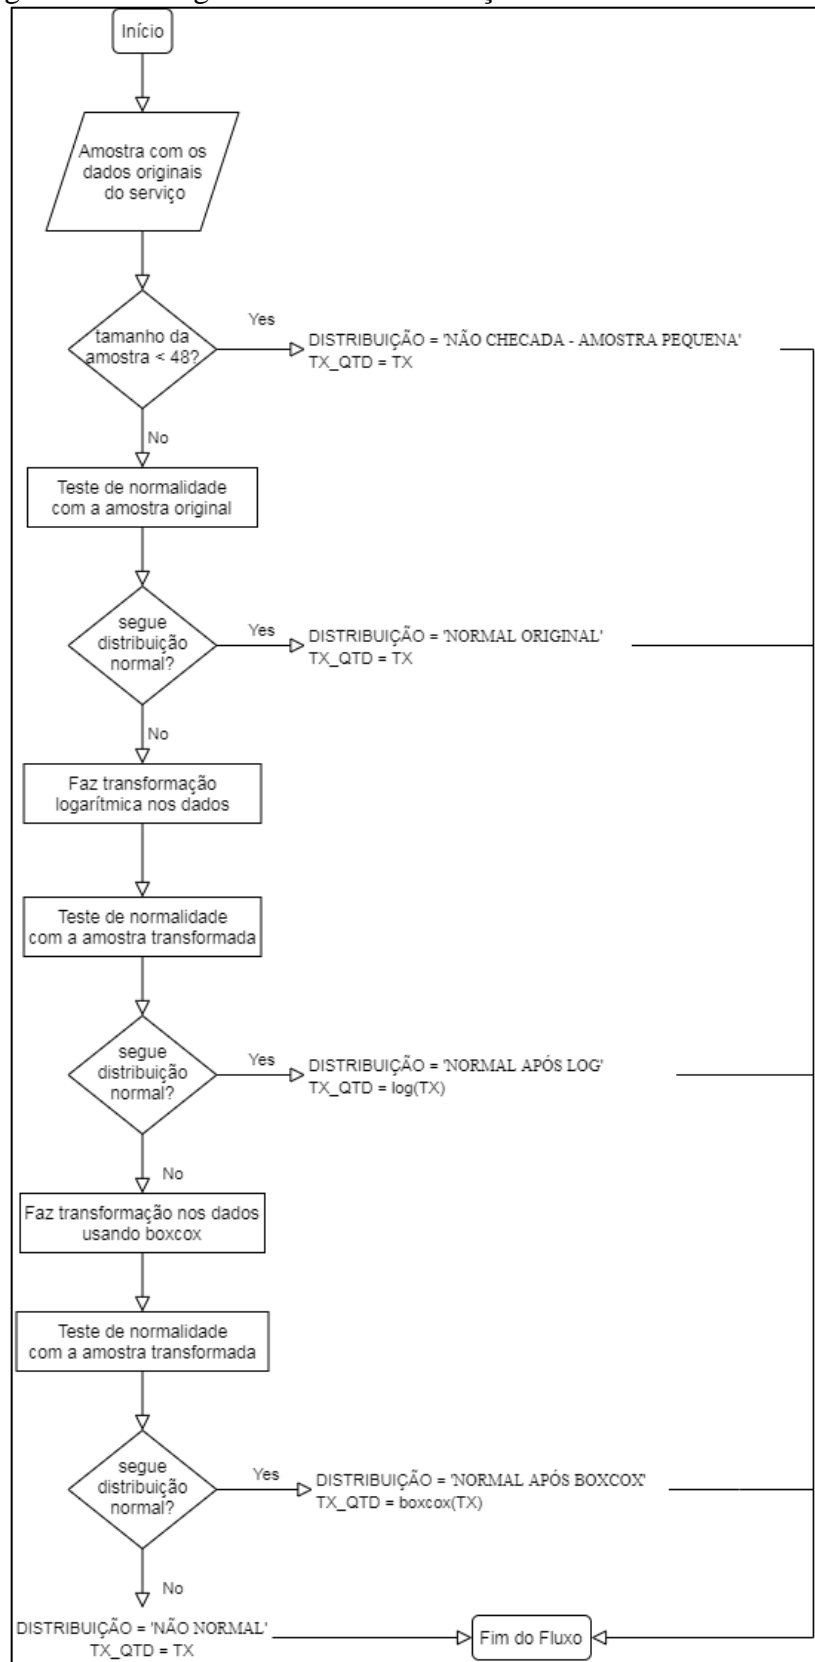 Início
Amostra com os
dados originais
do serviço
tamanho da
amostra < 48?
Yes
DISTRIBUIÇÃO = 'NÃO CHECADA - AMOSTRA PEQUENA'
TX_QTD = TX
No
Teste de normalidade
com a amostra original
segue
distribuição
normal?
Yes
DISTRIBUIÇÃO = 'NORMAL ORIGINAL'
TX_QTD = TX
No
Faz transformação
logarítmica nos dados
Teste de normalidade
com a amostra transformada
segue
distribuição
normal?
Yes
DISTRIBUIÇÃO = 'NORMAL APÓS LOG'
TX_QTD = log(TX)
No
Faz transformação nos dados
usando boxcox
Teste de normalidade
com a amostra transformada
segue
distribuição
normal?
Yes
DISTRIBUIÇÃO = 'NORMAL APÓS BOXCOX'
TX_QTD = boxcox(TX)
No
DISTRIBUIÇÃO = 'NÃO NORMAL'
TX_QTD = TX
Fim do Fluxo